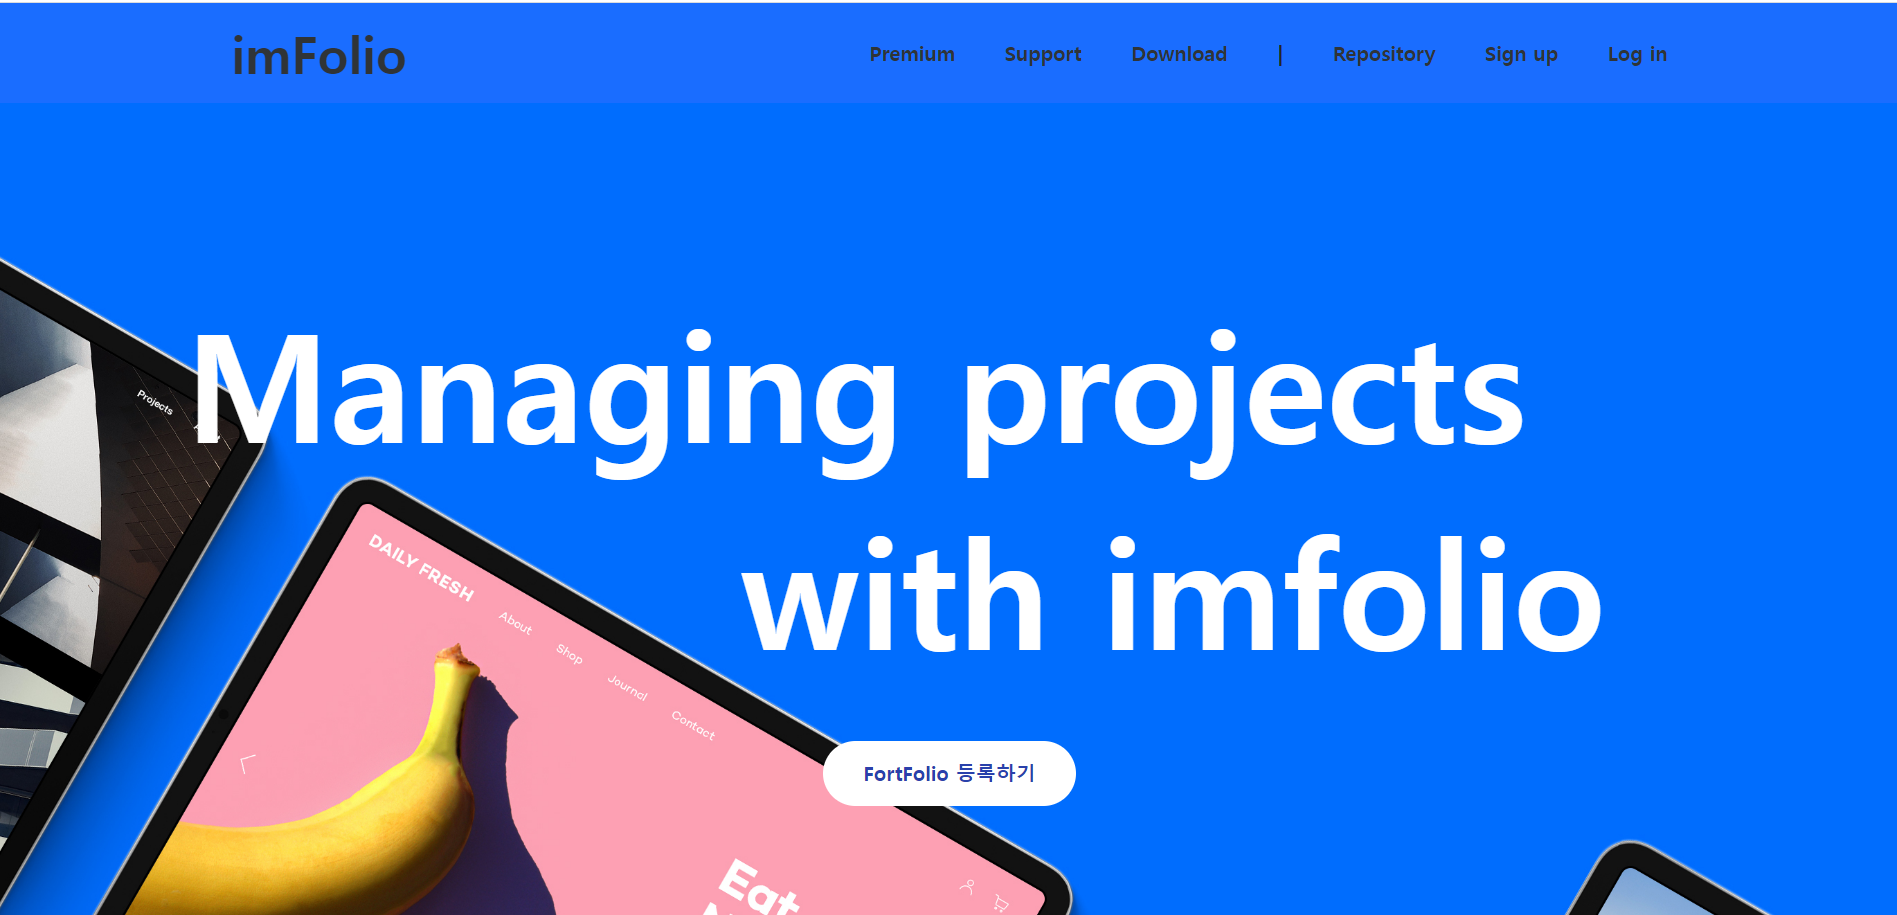 imFolio
Premium Support Download | Repository Sign up Log in
Managing projects
with imfolio
Projects
DAILY FRESH
About
Shop
Journal
Contact
FortFolio 등록하기
Eat